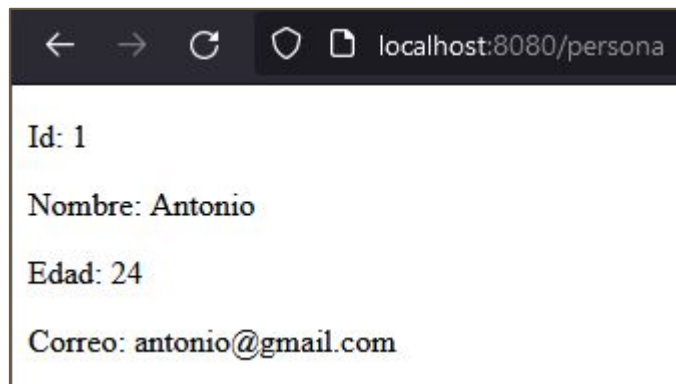 localhost:8080/persona
Id: 1
Nombre: Antonio
Edad: 24
Correo: antonio@gmail.com